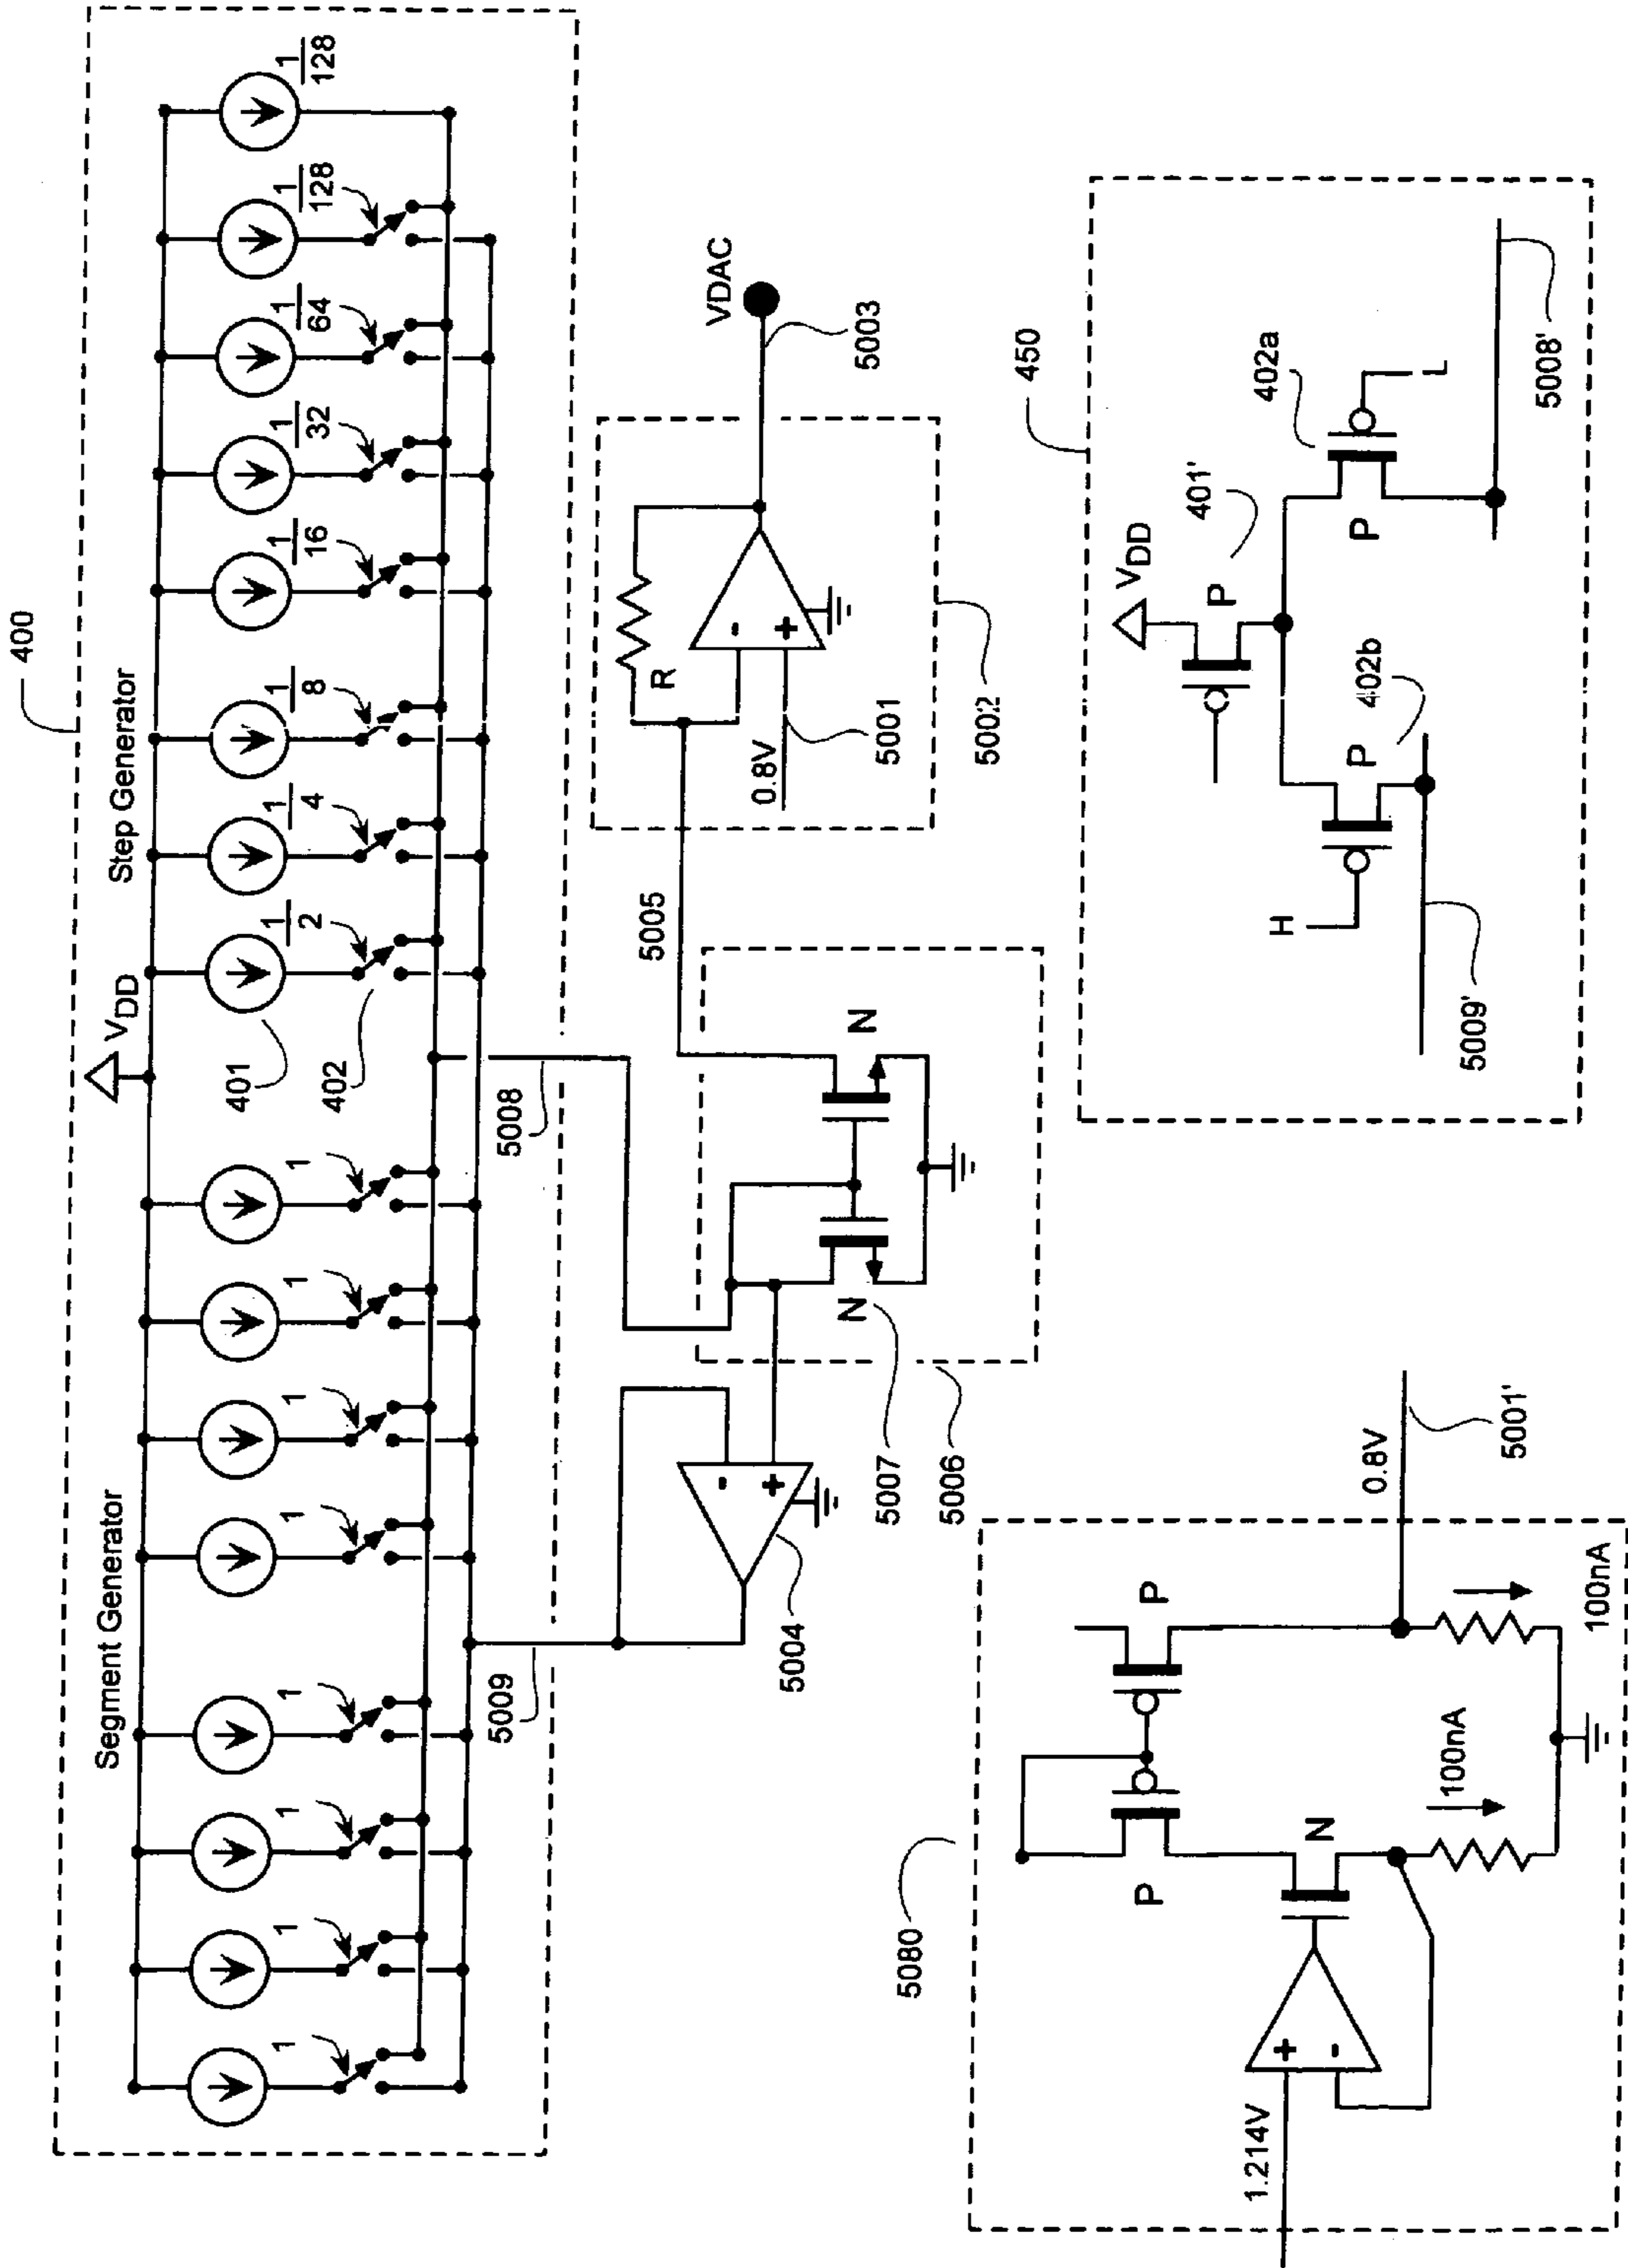 400
VDD
Segment Generator
Step Generator
1
1
1
1
1
1
1
1
1/2
1/4
1/8
1/16
1/32
1/64
1/128
1/128
401
402
5009
5008
5004
5007
5006
N
N
5005
R
-
+
0.8V
5001
5002
5003
VDAC
-
+
5080
1.214V
+
-
P
P
N
100nA
100nA
0.8V
5001'
450
VDD
401'
P
402a
402b
P
P
H
L
5009'
5008'